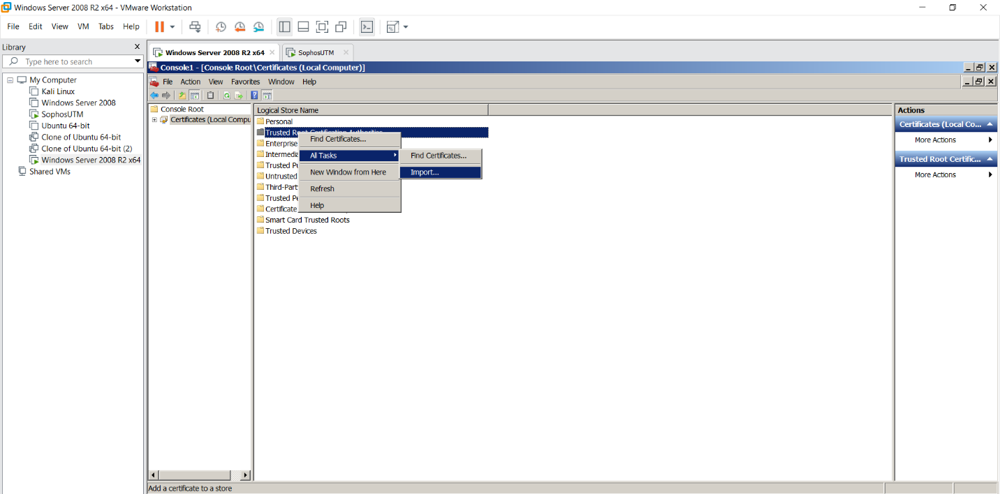 Windows Server 2008 R2 x64 - VMware Workstation
File Edit View VM Tabs Help
Library
Type here to search
My Computer
Kali Linux
Windows Server 2008
SophosUTM
Ubuntu 64-bit
Clone of Ubuntu 64-bit
Clone of Ubuntu 64-bit (2)
Windows Server 2008 R2 x64
Shared VMs
Windows Server 2008 R2 x64
SophosUTM
Console1 - [Console Root\Certificates (Local Computer)]
File Action View Favorites Window Help
Console Root
Certificates (Local Compu
Logical Store Name
Personal
Trusted Root Certification Authorities
Enterprise
Intermedia
Trusted Pu
Untrusted
Third-Part
Trusted Pe
Certificate
Smart Card Trusted Roots
Trusted Devices
Find Certificates...
All Tasks
New Window from Here
Refresh
Help
Find Certificates...
Import...
Actions
Certificates (Local Co...
More Actions
Trusted Root Certific...
More Actions
Add a certificate to a store